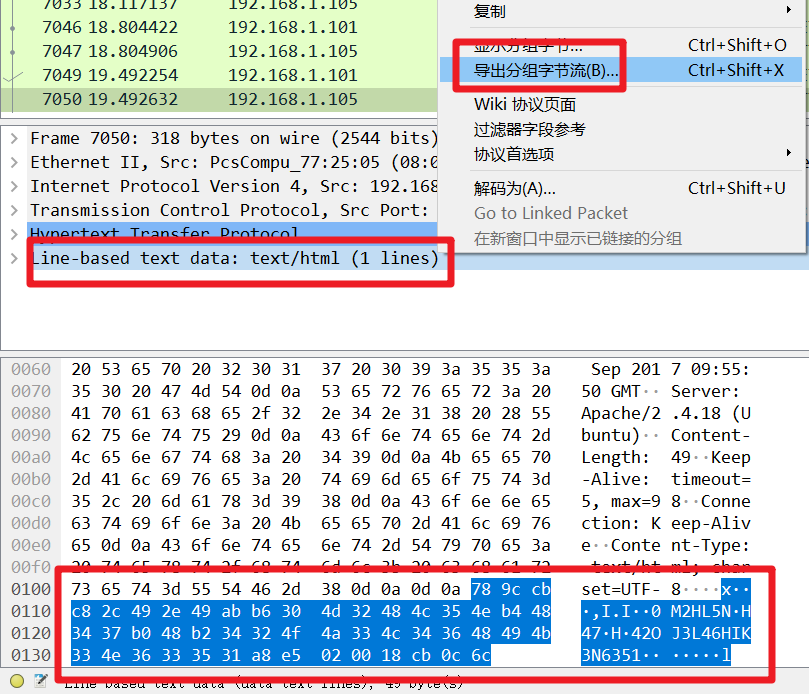 7033 18.117137 192.168.1.105
7046 18.804422 192.168.1.101
7047 18.804906 192.168.1.105
7049 19.492254 192.168.1.101
7050 19.492632 192.168.1.105
复制
显示分组字节... Ctrl+Shift+O
导出分组字节流(B)... Ctrl+Shift+X
Wiki 协议页面
过滤器字段参考
协议首选项
解码为(A)... Ctrl+Shift+U
Go to Linked Packet
在新窗口中显示已链接的分组
Frame 7050: 318 bytes on wire (2544 bits)
Ethernet II, Src: PcsCompu_77:25:05 (08:0
Internet Protocol Version 4, Src: 192.168
Transmission Control Protocol, Src Port:
Hypertext Transfer Protocol
Line-based text data: text/html (1 lines)
0060 20 53 65 70 20 32 30 31 37 20 30 39 3a 35 35 3a Sep 201 7 09:55:
0070 35 30 20 47 4d 54 0d 0a 53 65 72 76 65 72 3a 20 50 GMT·· Server:
0080 41 70 61 63 68 65 2f 32 2e 34 2e 31 38 20 28 55 Apache/2 .4.18 (U
0090 62 75 6e 74 75 29 0d 0a 43 6f 6e 74 65 6e 74 2d buntu)·· Content-
00a0 4c 65 6e 67 74 68 3a 20 34 39 0d 0a 4b 65 65 70 Length: 49··Keep
00b0 2d 41 6c 69 76 65 3a 20 74 69 6d 65 6f 75 74 3d -Alive: timeout=
00c0 35 2c 20 6d 61 78 3d 39 38 0d 0a 43 6f 6e 6e 65 5, max=9 8··Conne
00d0 63 74 69 6f 6e 3a 20 4b 65 65 70 2d 41 6c 69 76 ction: K eep-Aliv
00e0 65 0d 0a 43 6f 6e 74 65 6e 74 2d 54 79 70 65 3a e··Conte nt-Type:
00f0 20 74 65 78 74 2f 68 74 6d 6c 3b 20 63 68 61 72 text/ht ml; char
0100 73 65 74 3d 55 54 46 2d 38 0d 0a 0d 0a 78 9c cb set=UTF- 8····x··
0110 c8 2c 49 2e 49 ab b6 30 4d 32 48 4c 35 4e b4 48 ·,I.I··0 M2HL5N·H
0120 34 37 b0 48 b2 34 32 4f 4a 33 4c 34 36 48 49 4b 47·H·42O J3L46HIK
0130 33 4e 36 33 35 31 a8 e5 02 00 18 cb 0c 6c 3N6351·· ·····l
Line-based text data (data-text-lines), 49 byte(s)